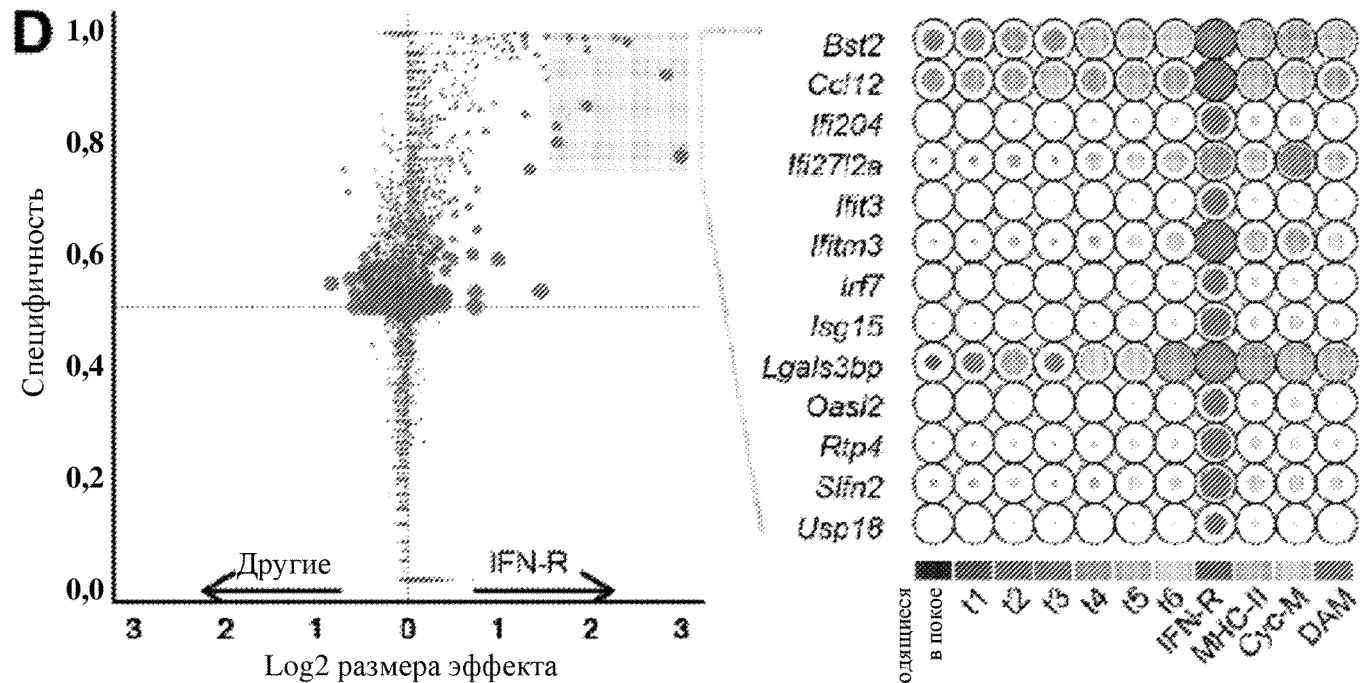 D
1,0
0,8
0,6
0,4
0,2
0,0
Специфичность
Другие
IFN-R
3
2
1
0
1
2
3
Log2 размера эффекта
Bst2
Ccl12
Ifi204
Ifi27l2a
Ifit3
Ifitm3
Irf7
Isg15
Lgals3bp
Oasl2
Rtp4
Slfn2
Usp18
одящиеся
в покое
t1
t2
t3
t4
t5
t6
IFN-R
MHC-II
Cyc-M
DAM